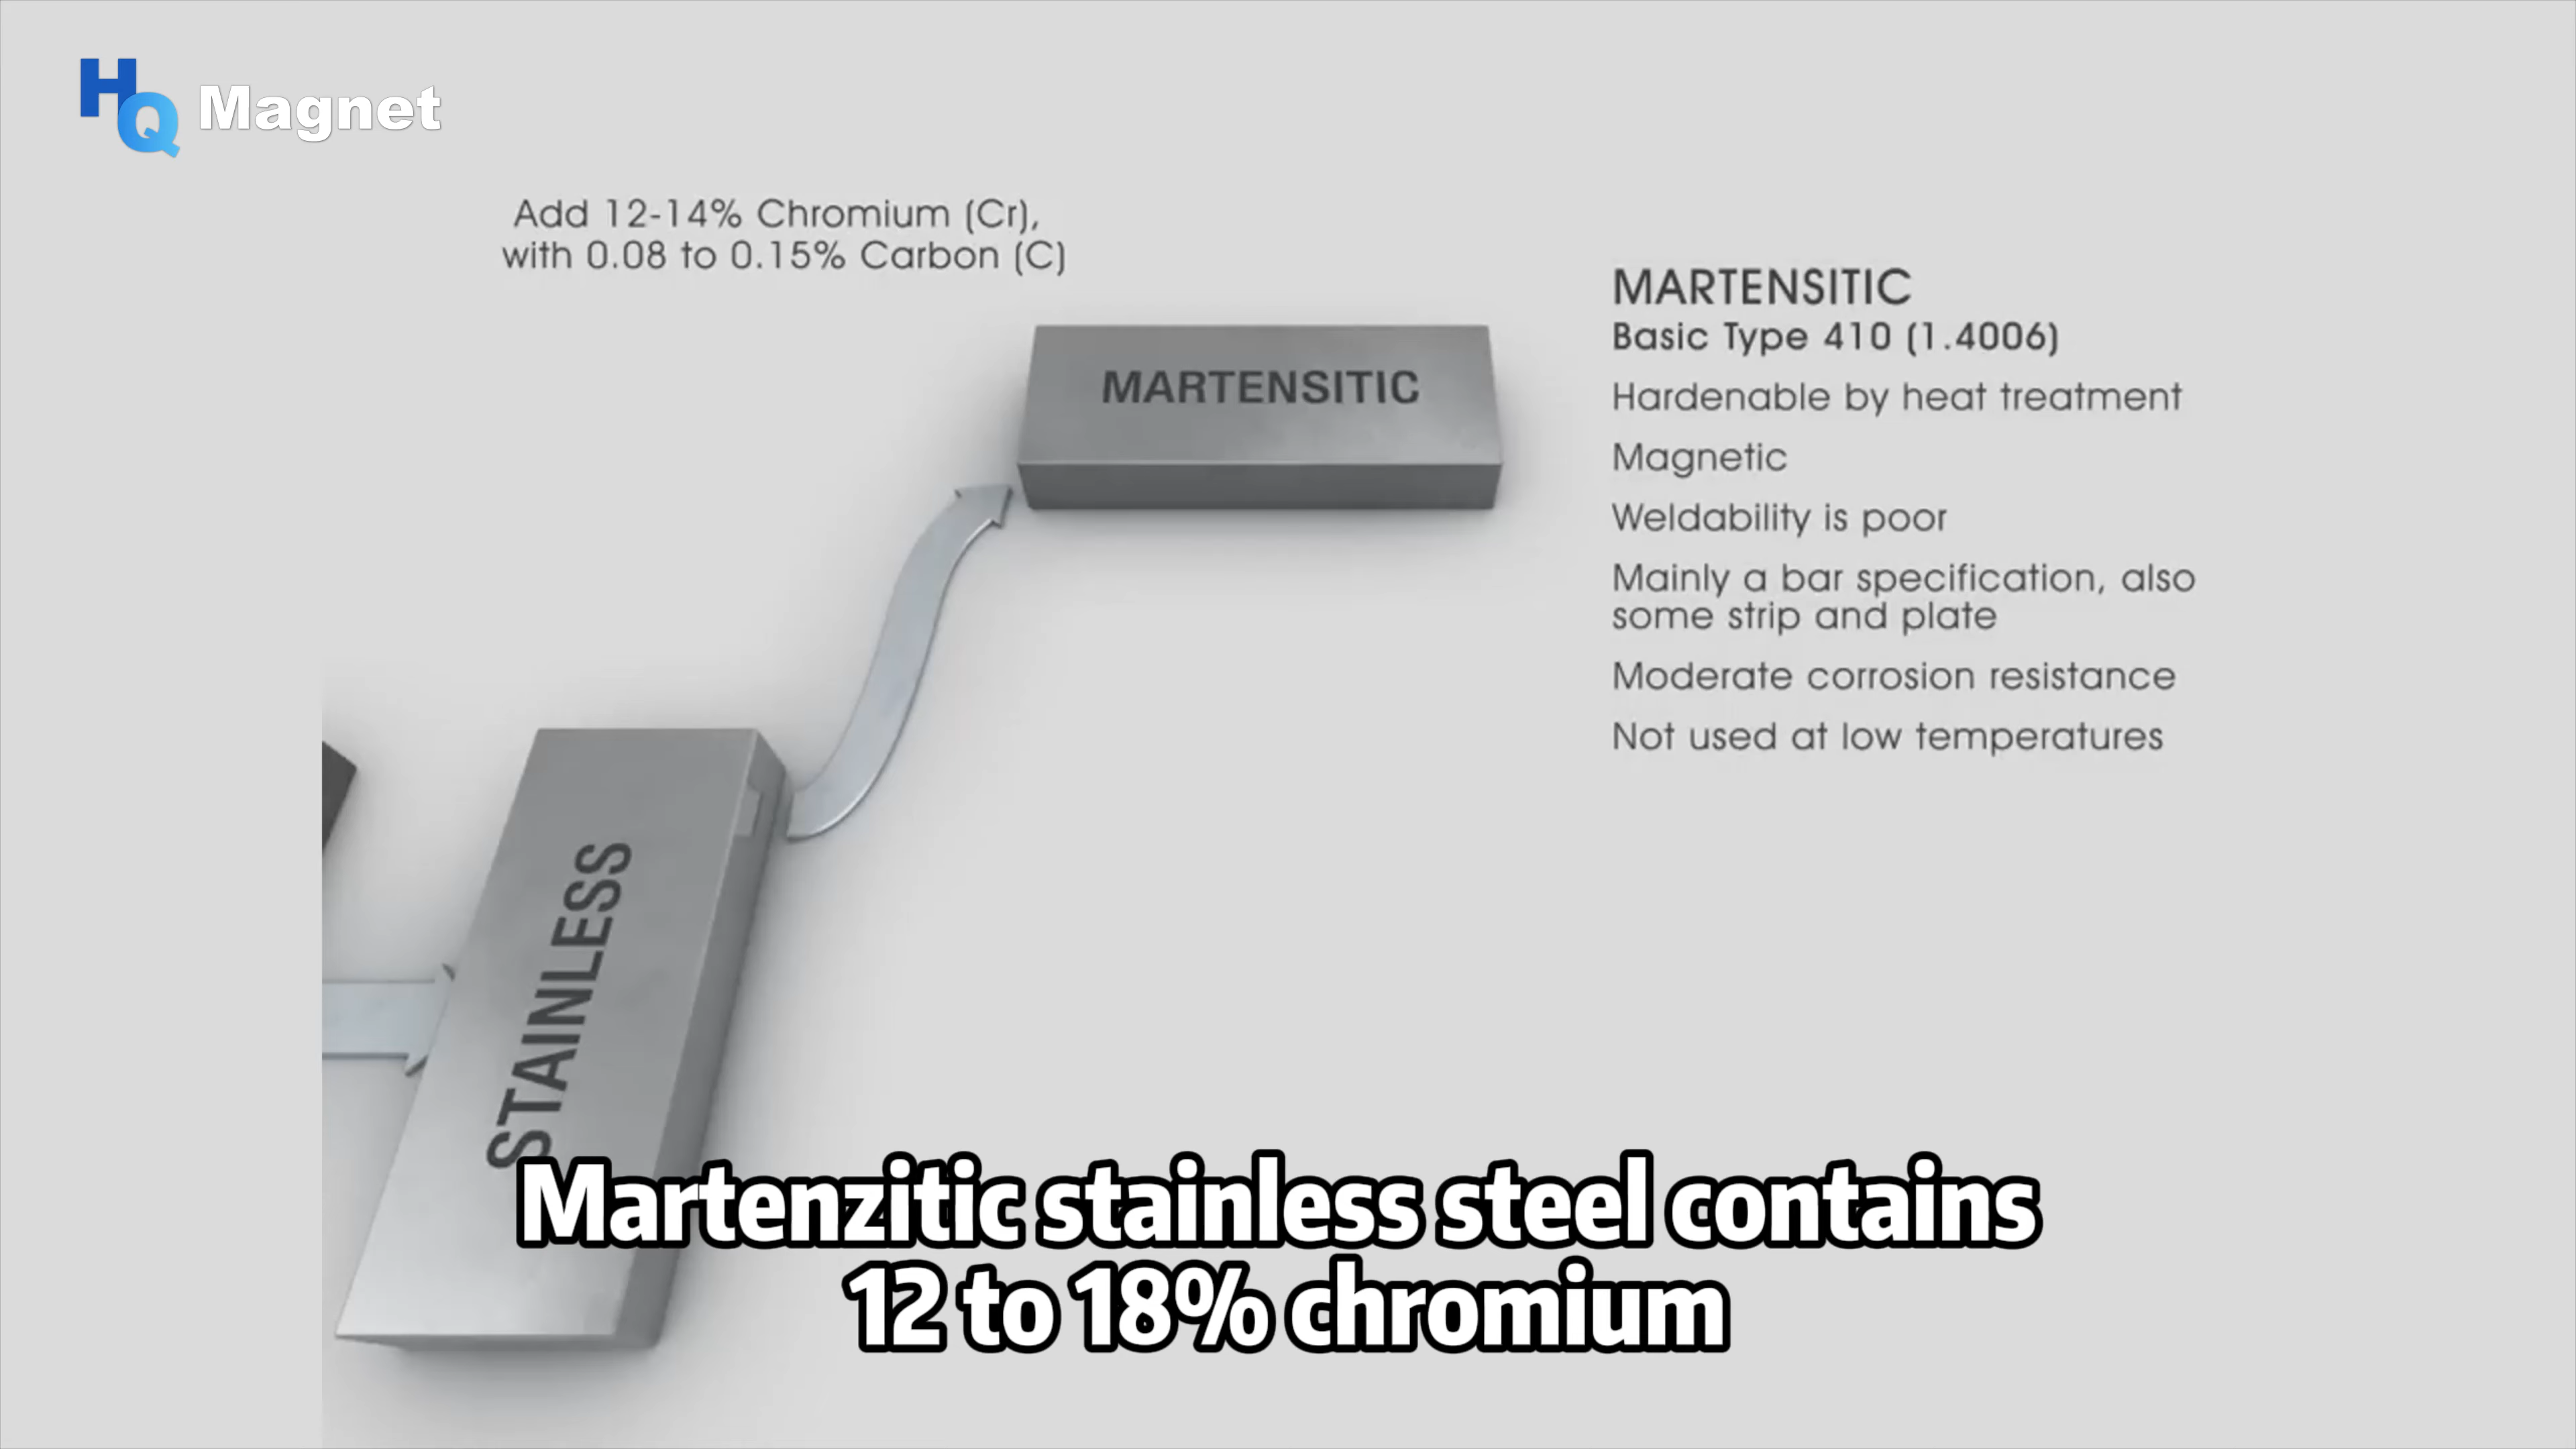 HQ Magnet
Add 12-14% Chromium (Cr),
with 0.08 to 0.15% Carbon (C)
MARTENSITIC
MARTENSITIC
Basic Type 410 (1.4006)
Hardenable by heat treatment
Magnetic
Weldability is poor
Mainly a bar specification, also
some strip and plate
Moderate corrosion resistance
Not used at low temperatures
STAINLESS
Martenzitic stainless steel contains
12 to 18% chromium